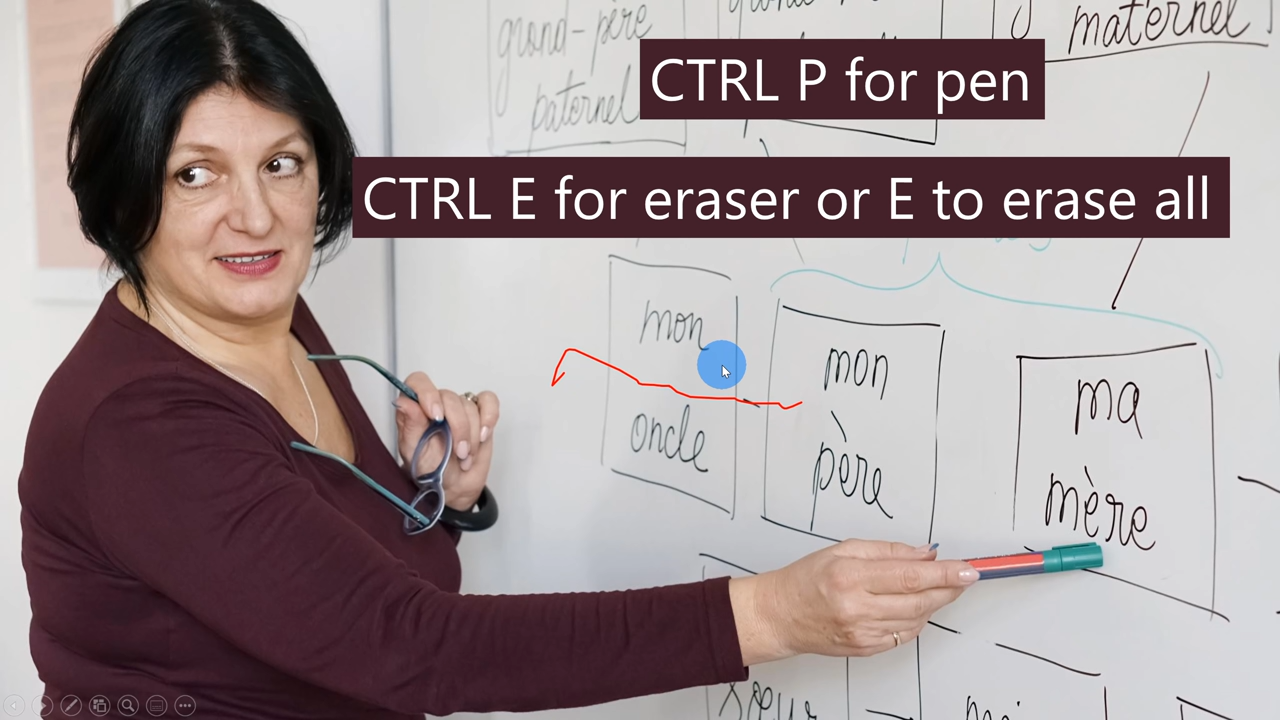 grand-père
paternel
maternel
CTRL P for pen
CTRL E for eraser or E to erase all
mon
oncle
mon
père
ma
mère
sœur